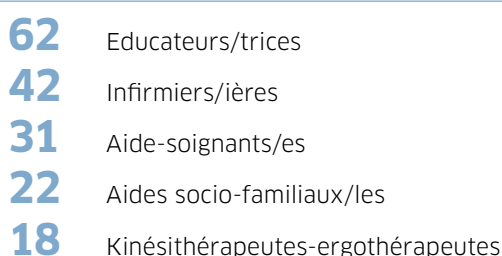 62 Educateurs/trices
42 Infirmiers/ières
31 Aide-soignants/es
22 Aides socio-familiaux/les
18 Kinésithérapeutes-ergothérapeutes